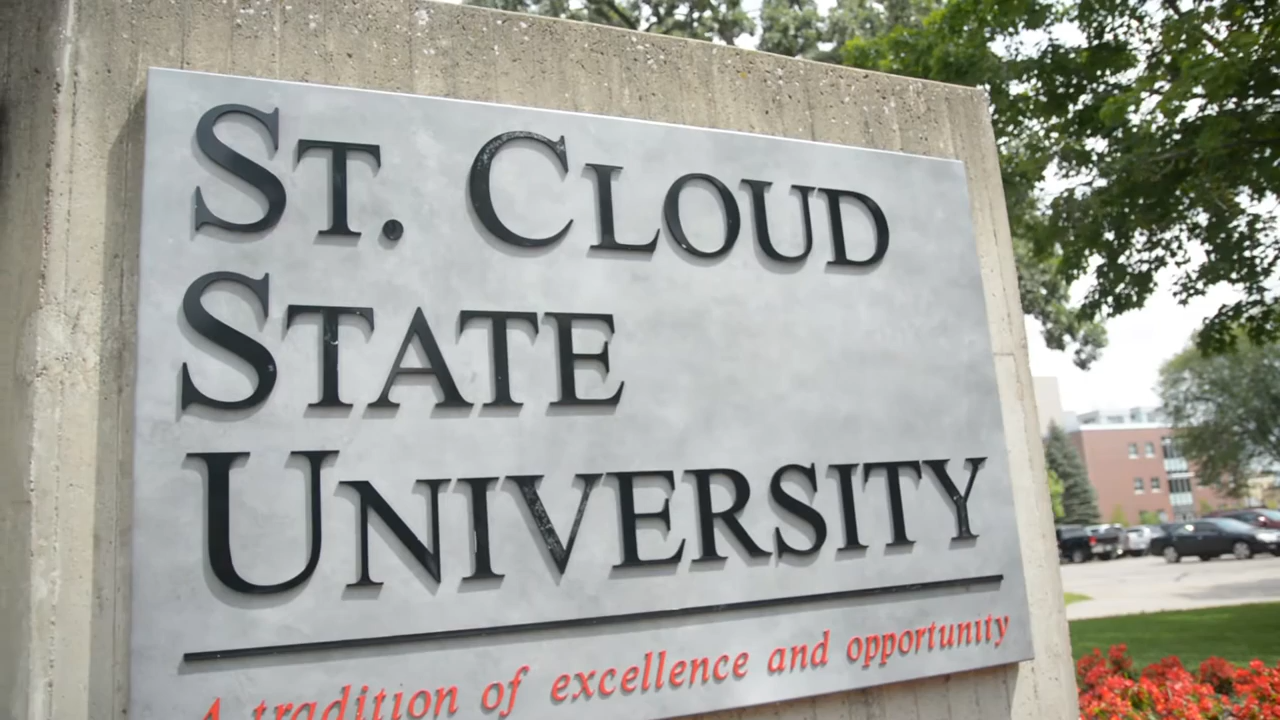 St. Cloud
State
University
A tradition of excellence and opportunity